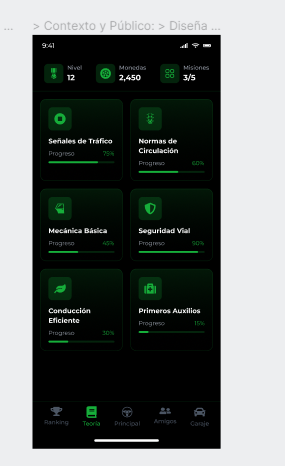 ... > Contexto y Público: > Diseña ...
9:41
Nivel
12
Monedas
2,450
Misiones
3/5
Señales de Tráfico
Progreso 75%
Normas de
Circulación
Progreso 60%
Mecánica Básica
Progreso 45%
Seguridad Vial
Progreso 90%
Conducción
Eficiente
Progreso 30%
Primeros Auxilios
Progreso 15%
Ranking Teoría Principal Amigos Garaje